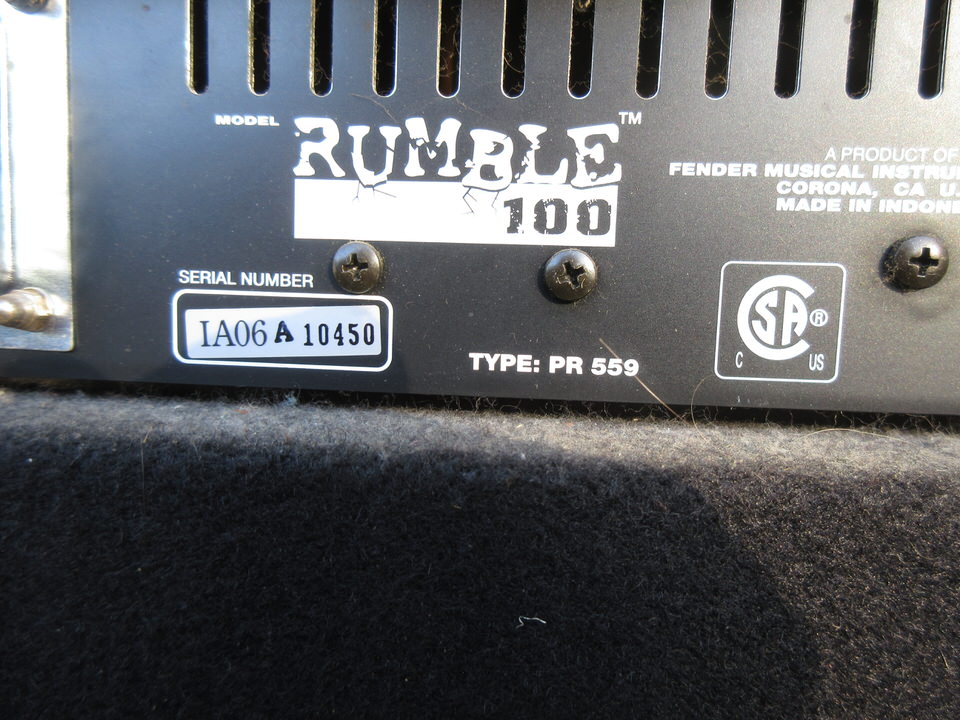 MODEL RUMBLE™
100
A PRODUCT OF
FENDER MUSICAL
CORONA, CA
MADE IN
SERIAL NUMBER
IA06 A 10450
TYPE: PR 559
CSA®
C US